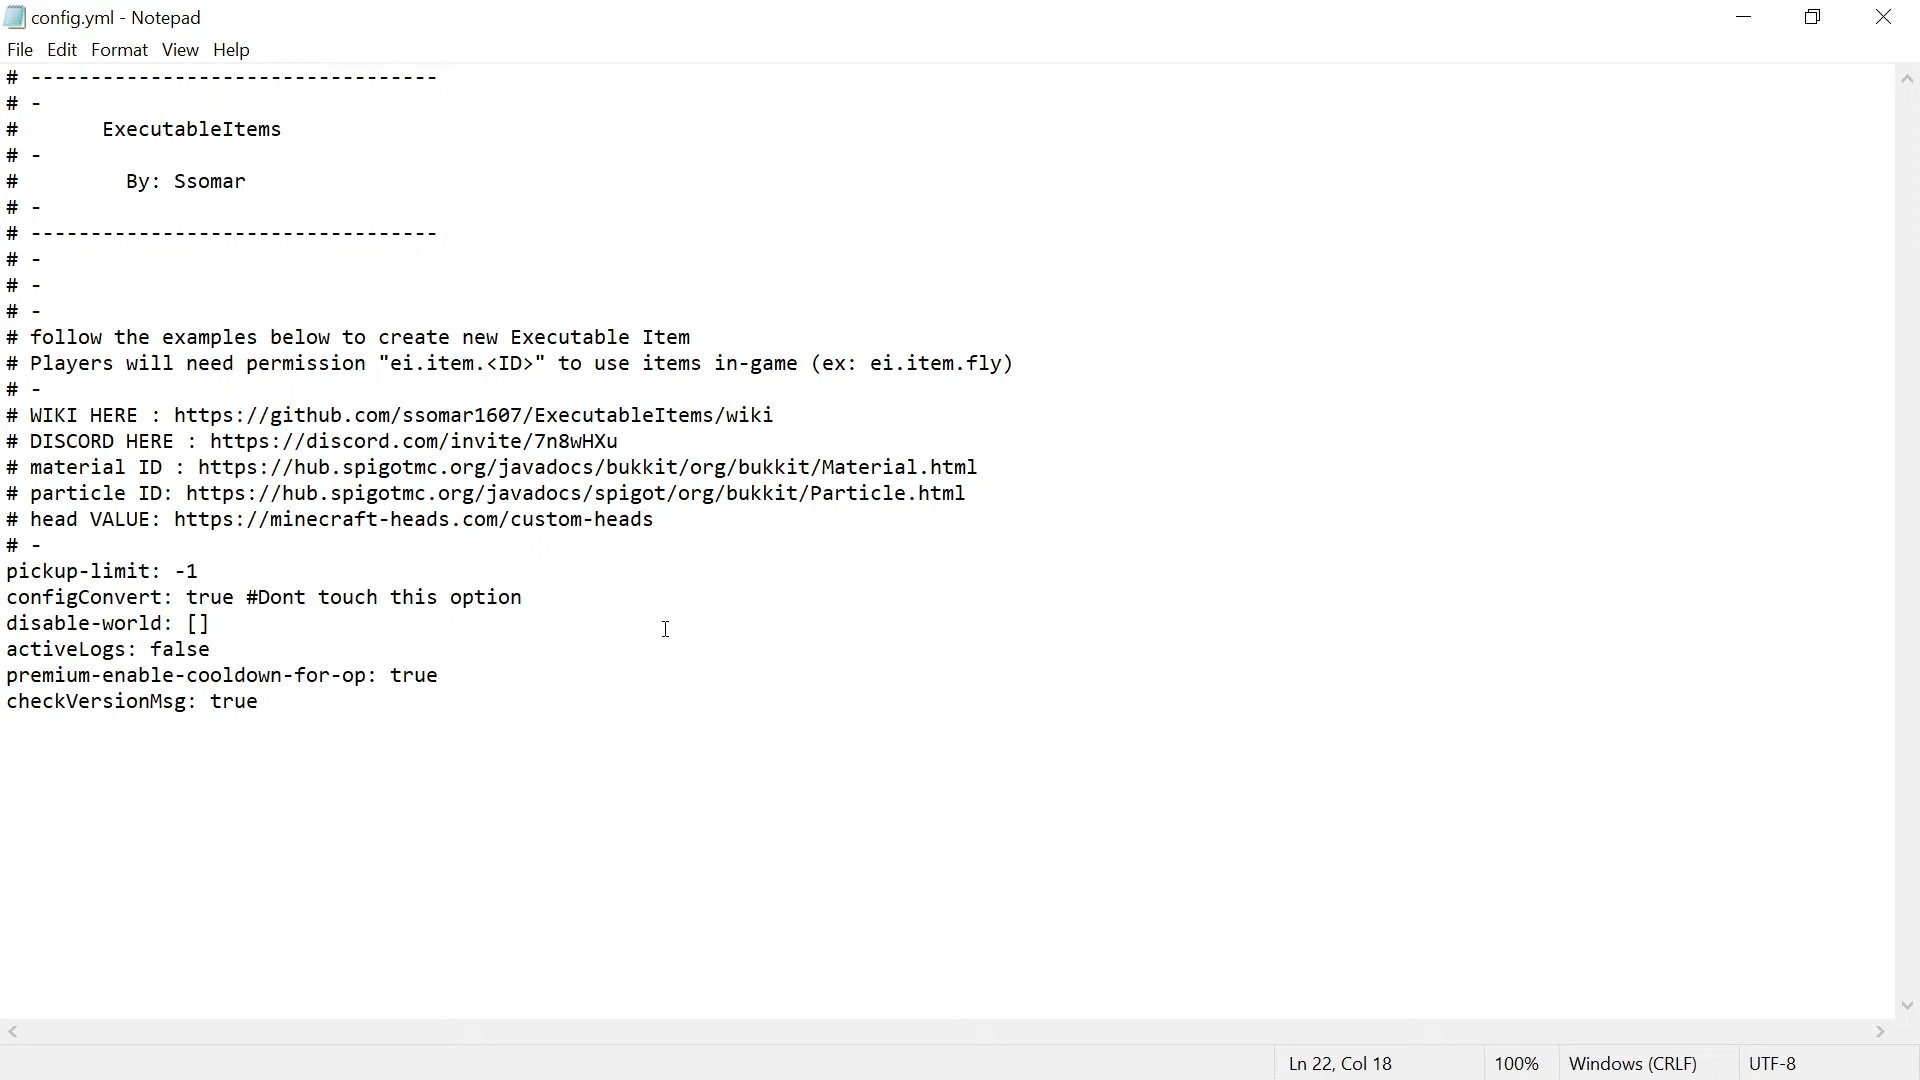 config.yml - Notepad
File Edit Format View Help
# ----------------------------------
# -
#       ExecutableItems
# -
#         By: Ssomar
# -
# ----------------------------------
# -
# -
# -
# follow the examples below to create new Executable Item
# Players will need permission "ei.item.<ID>" to use items in-game (ex: ei.item.fly)
# -
# WIKI HERE : https://github.com/ssomar1607/ExecutableItems/wiki
# DISCORD HERE : https://discord.com/invite/7n8wHXu
# material ID : https://hub.spigotmc.org/javadocs/bukkit/org/bukkit/Material.html
# particle ID: https://hub.spigotmc.org/javadocs/spigot/org/bukkit/Particle.html
# head VALUE: https://minecraft-heads.com/custom-heads
# -
pickup-limit: -1
configConvert: true #Dont touch this option
disable-world: []
activeLogs: false
premium-enable-cooldown-for-op: true
checkVersionMsg: true
Ln 22, Col 18 100% Windows (CRLF) UTF-8